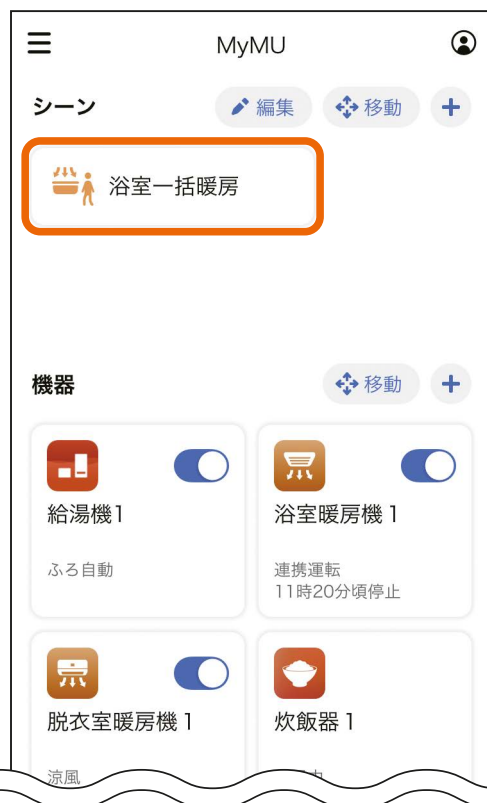 MyMU
シーン
編集
移動
浴室一括暖房
機器
移動
給湯機1
ふろ自動
浴室暖房機 1
連携運転
11時20分頃停止
脱衣室暖房機 1
涼風
炊飯器 1